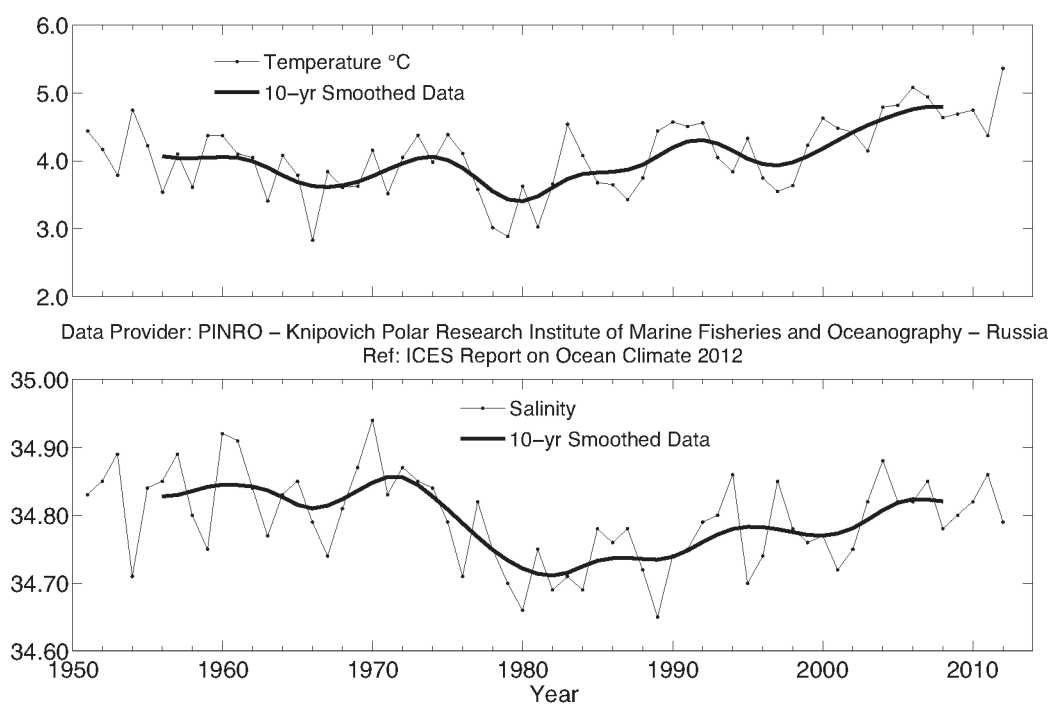 6.0
5.0
4.0
3.0
2.0
Temperature °C
10−yr Smoothed Data
Data Provider: PINRO − Knipovich Polar Research Institute of Marine Fisheries and Oceanography − Russia
Ref: ICES Report on Ocean Climate 2012
35.00
34.90
34.80
34.70
34.60
Salinity
10−yr Smoothed Data
1950 1960 1970 1980 1990 2000 2010
Year